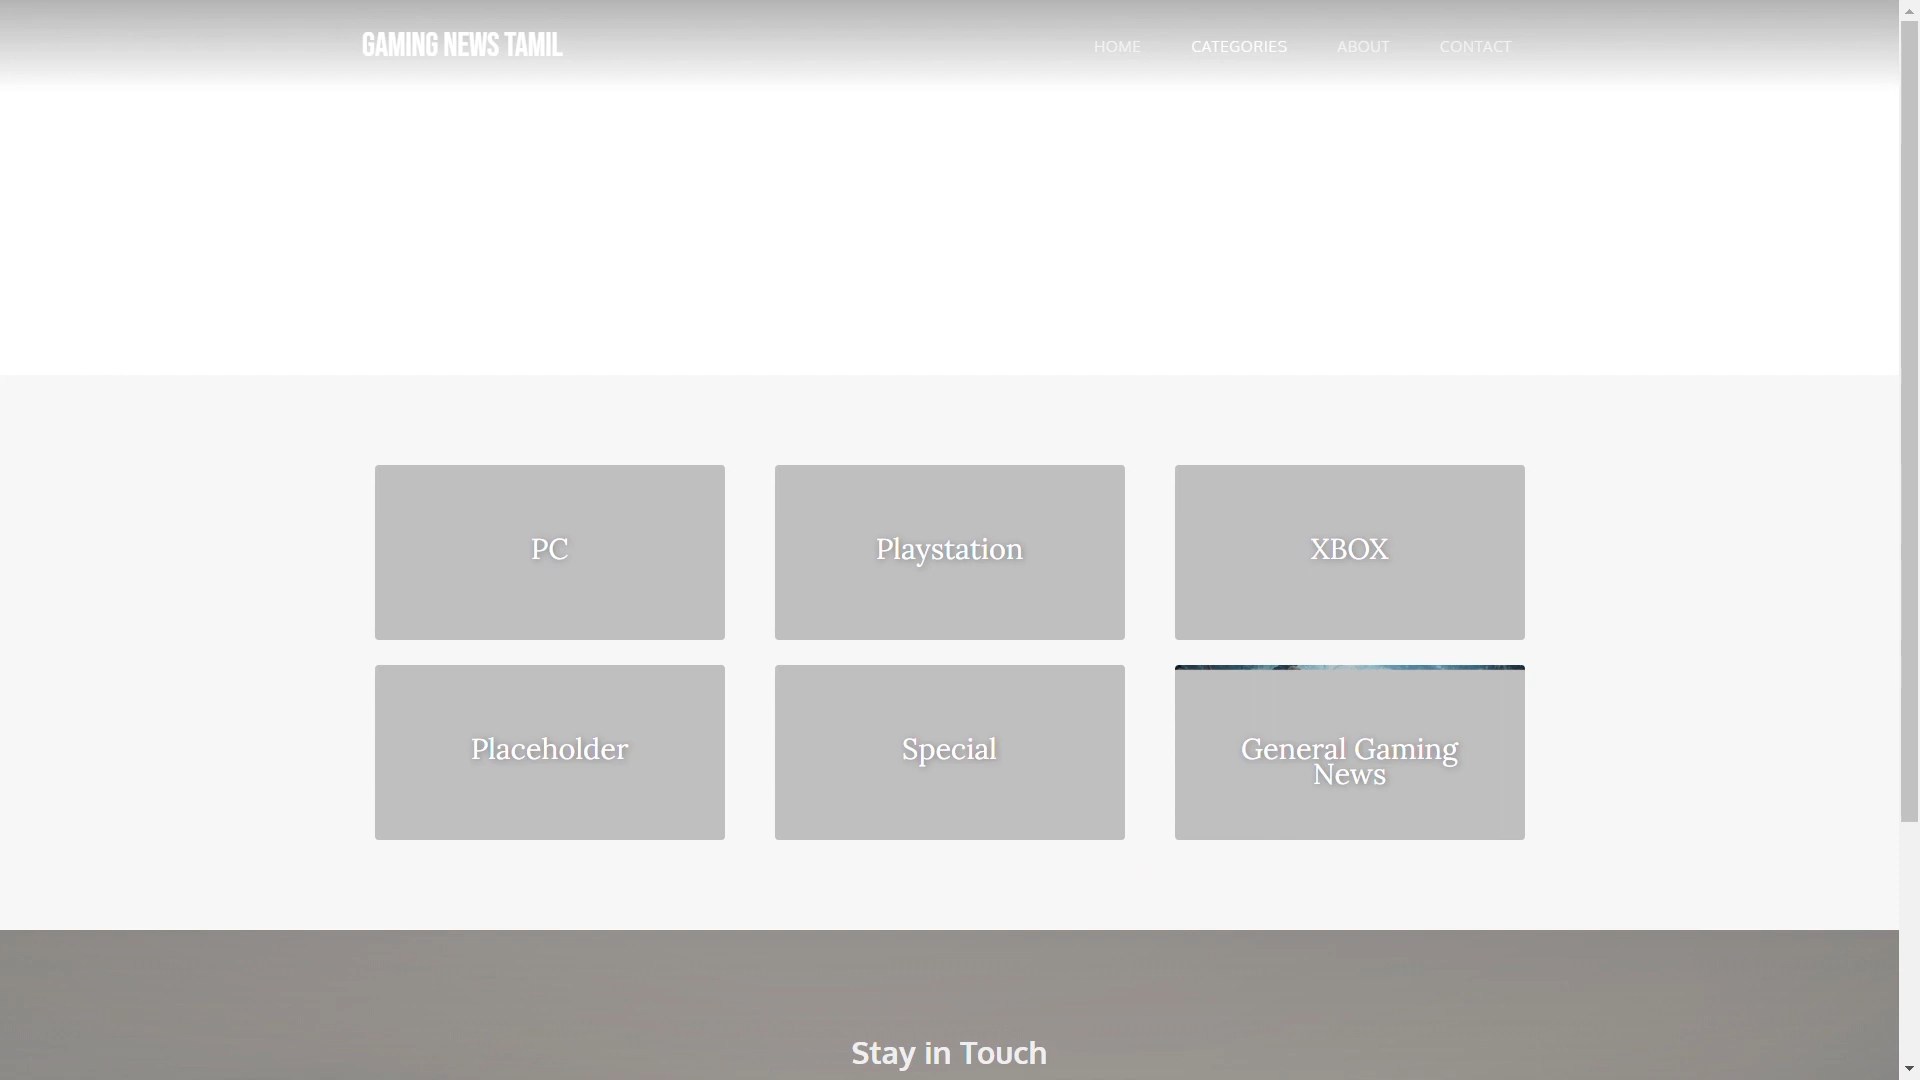 GAMING NEWS TAMIL
HOME CATEGORIES ABOUT CONTACT
PC Playstation XBOX
Placeholder Special General Gaming
News
Stay in Touch